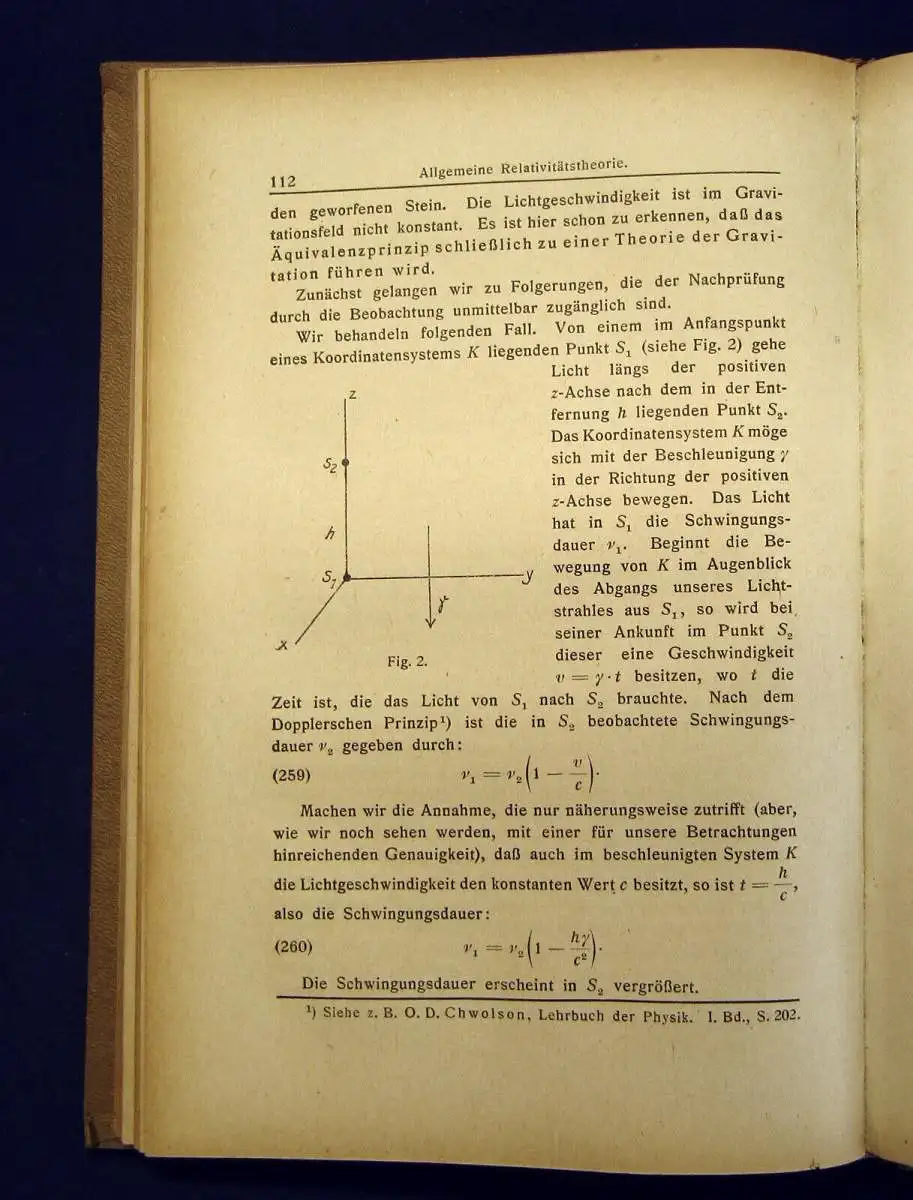 112
Allgemeine Relativitätstheorie.
den geworfenen Stein. Die Lichtgeschwindigkeit ist im Gravi-
tationsfeld nicht konstant. Es ist hier schon zu erkennen, daß das
Äquivalenzprinzip schließlich zu einer Theorie der Gravi-
tation führen wird.
Zunächst gelangen wir zu Folgerungen, die der Nachprüfung
durch die Beobachtung unmittelbar zugänglich sind.
Wir behandeln folgenden Fall. Von einem im Anfangspunkt
eines Koordinatensystems K liegenden Punkt S₁ (siehe Fig. 2) gehe
Licht längs der positiven
z-Achse nach dem in der Ent-
fernung h liegenden Punkt S₂.
Das Koordinatensystem K möge
sich mit der Beschleunigung γ
in der Richtung der positiven
z-Achse bewegen. Das Licht
hat in S₁ die Schwingungs-
dauer ν₁. Beginnt die Be-
wegung von K im Augenblick
des Abgangs unseres Licht-
strahles aus S₁, so wird bei
seiner Ankunft im Punkt S₂
dieser eine Geschwindigkeit
v = γ · t besitzen, wo t die
z
S₂
h
S₁
y
γ
x
Fig. 2.
Zeit ist, die das Licht von S₁ nach S₂ brauchte. Nach dem
Dopplerschen Prinzip¹) ist die in S₂ beobachtete Schwingungs-
dauer ν₂ gegeben durch:
(259) ν₁ = ν₂(1 — v/c).
Machen wir die Annahme, die nur näherungsweise zutrifft (aber,
wie wir noch sehen werden, mit einer für unsere Betrachtungen
hinreichenden Genauigkeit), daß auch im beschleunigten System K
die Lichtgeschwindigkeit den konstanten Wert c besitzt, so ist t = h/c,
also die Schwingungsdauer:
(260) ν₁ = ν₂(1 — hγ/c²).
Die Schwingungsdauer erscheint in S₂ vergrößert.
¹) Siehe z. B. O. D. Chwolson, Lehrbuch der Physik. I. Bd., S. 202.